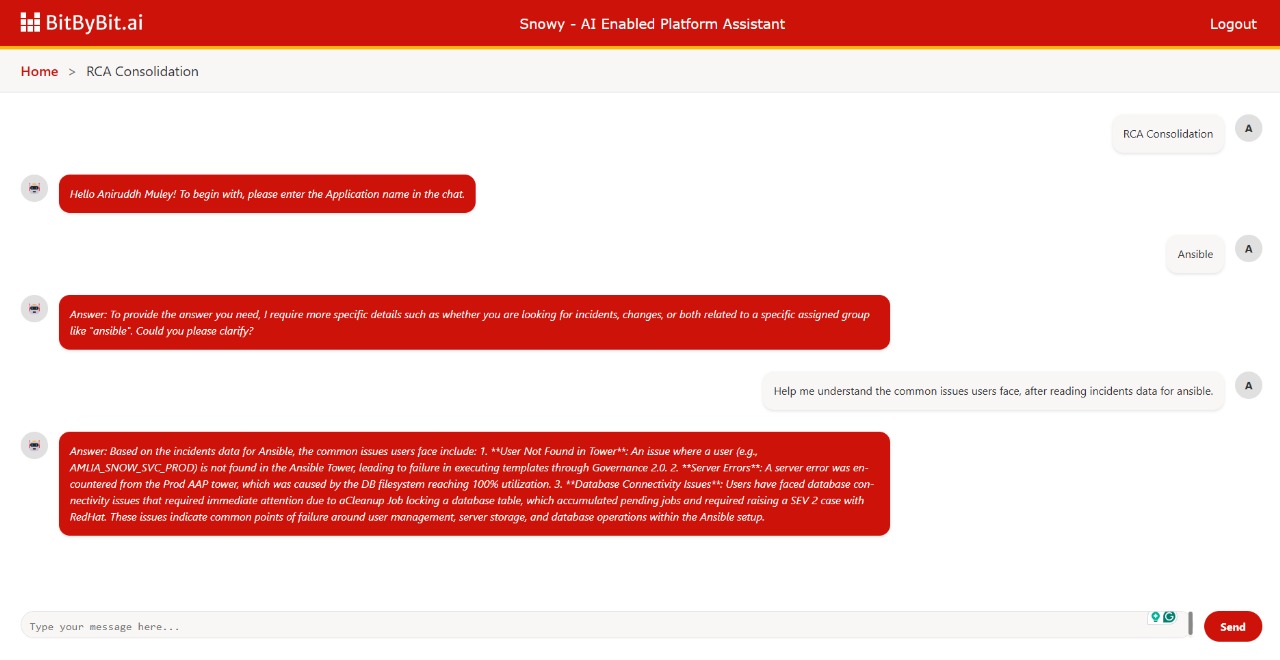 BitByBit.ai
Snowy - AI Enabled Platform Assistant
Logout
Home > RCA Consolidation
RCA Consolidation
A
Hello Aniruddh Muley! To begin with, please enter the Application name in the chat.
Ansible
A
Answer: To provide the answer you need, I require more specific details such as whether you are looking for incidents, changes, or both related to a specific assigned group
like "ansible". Could you please clarify?
Help me understand the common issues users face, after reading incidents data for ansible.
A
Answer: Based on the incidents data for Ansible, the common issues users face include: 1. **User Not Found in Tower**: An issue where a user (e.g.,
AMLIA_SNOW_SVC_PROD) is not found in the Ansible Tower, leading to failure in executing templates through Governance 2.0. 2. **Server Errors**: A server error was en-
countered from the Prod AAP tower, which was caused by the DB filesystem reaching 100% utilization. 3. **Database Connectivity Issues**: Users have faced database con-
nectivity issues that required immediate attention due to aCleanup Job locking a database table, which accumulated pending jobs and required raising a SEV 2 case with
RedHat. These issues indicate common points of failure around user management, server storage, and database operations within the Ansible setup.
Type your message here...
Send